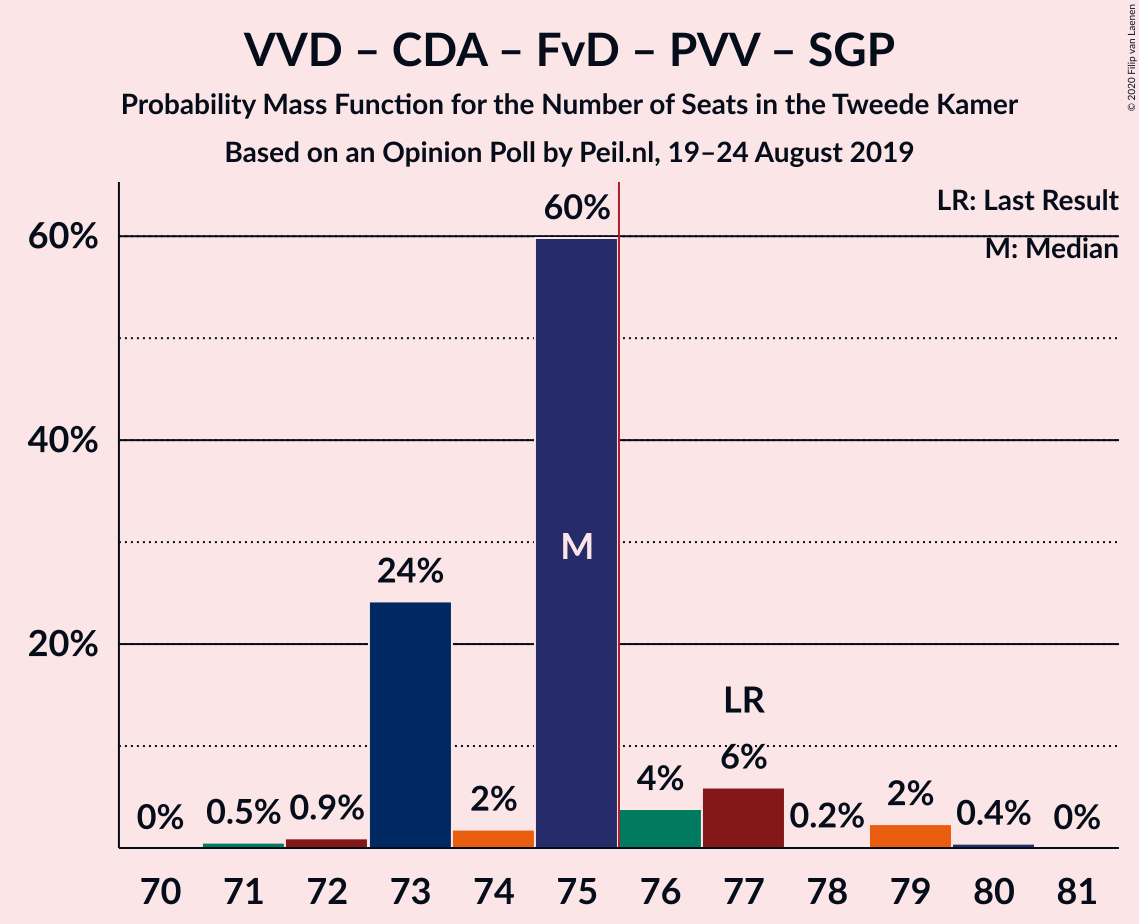 VVD – CDA – FvD – PVV – SGP
Probability Mass Function for the Number of Seats in the Tweede Kamer
Based on an Opinion Poll by Peil.nl, 19–24 August 2019
© 2020 Filip van Laenen
LR: Last Result
M: Median
60%
40%
20%
0%
0.5%
0.9%
24%
2%
60%
M
4%
LR
6%
0.2%
2%
0.4%
0%
70 71 72 73 74 75 76 77 78 79 80 81